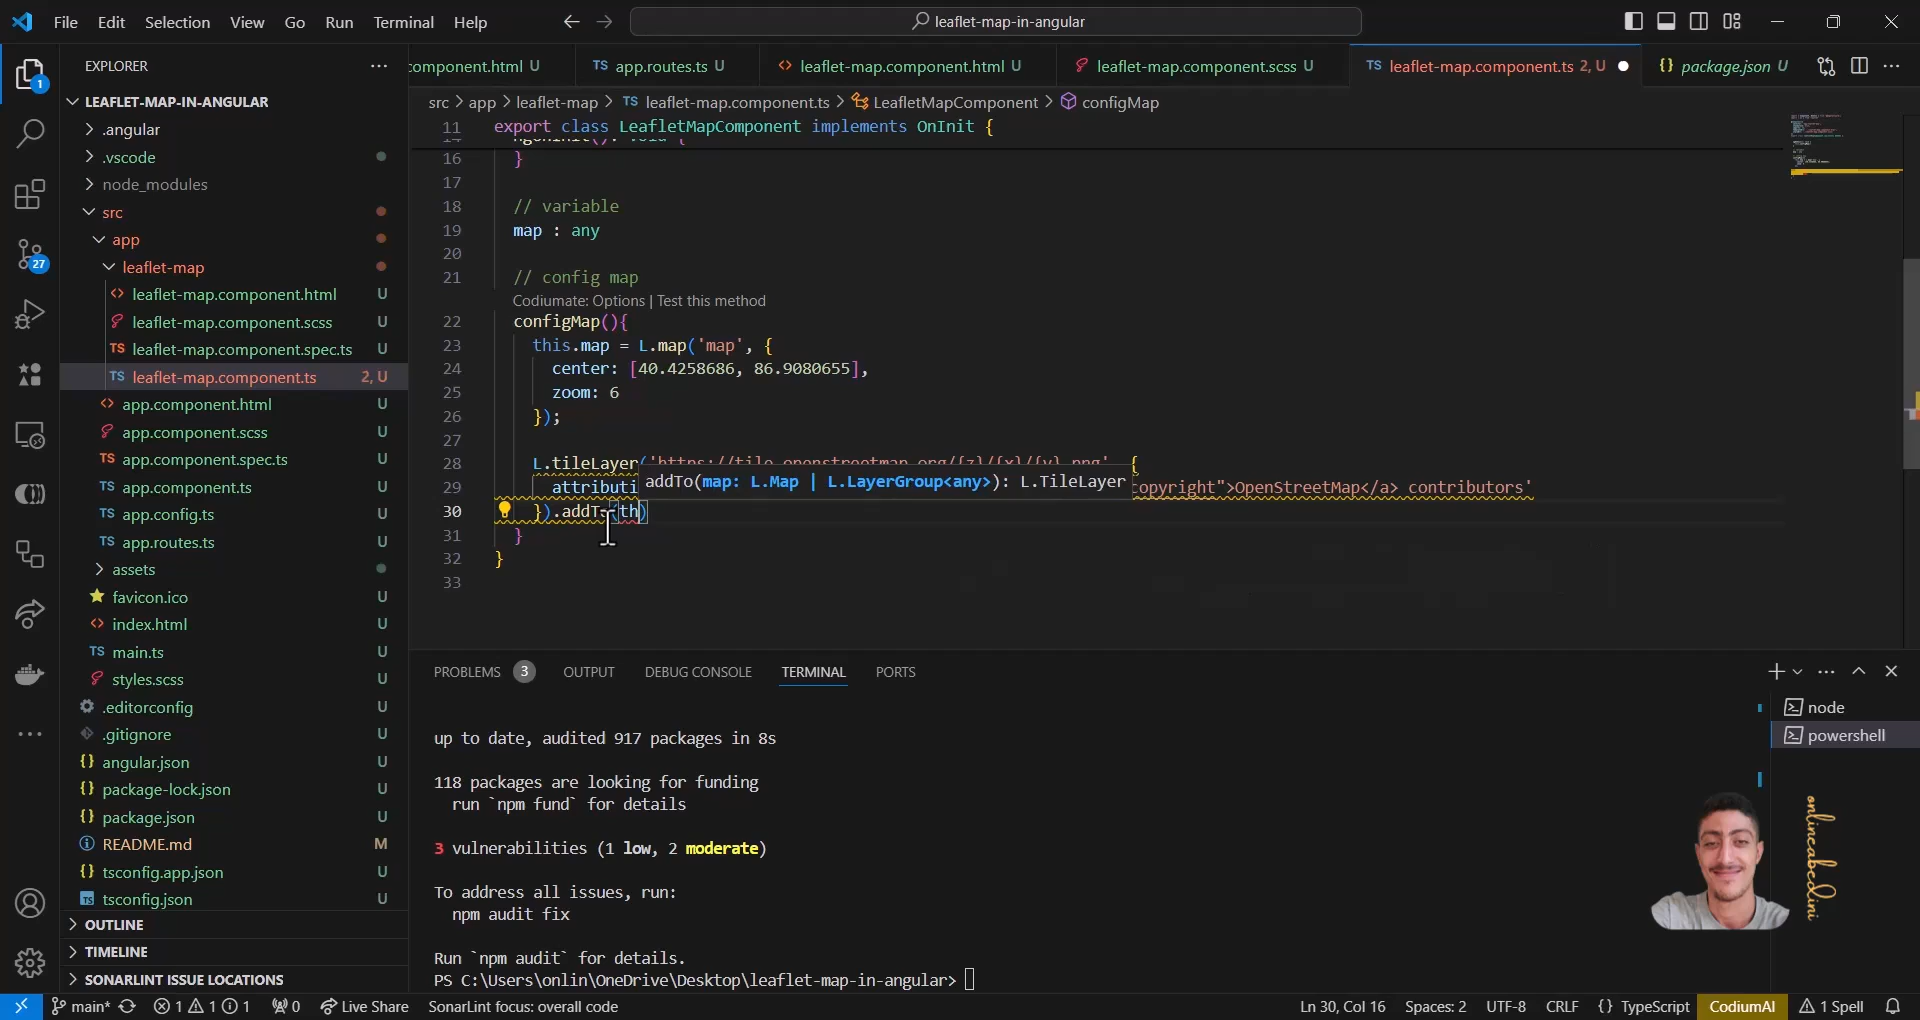 File Edit Selection View Go Run Terminal Help
leaflet-map-in-angular
EXPLORER
1
27
LEAFLET-MAP-IN-ANGULAR
.angular
.vscode
node_modules
src
app
leaflet-map
leaflet-map.component.html U
leaflet-map.component.scss U
leaflet-map.component.spec.ts U
leaflet-map.component.ts 2, U
app.component.html U
app.component.scss U
app.component.spec.ts U
app.component.ts U
app.config.ts U
app.routes.ts U
assets
favicon.ico U
index.html U
main.ts U
styles.scss U
.editorconfig U
.gitignore U
angular.json U
package-lock.json U
package.json U
README.md M
tsconfig.app.json U
tsconfig.json U
OUTLINE
TIMELINE
SONARLINT ISSUE LOCATIONS
omponent.html U
TS app.routes.ts U
leaflet-map.component.html U
leaflet-map.component.scss U
TS leaflet-map.component.ts 2, U
{} package.json U
src > app > leaflet-map > TS leaflet-map.component.ts > LeafletMapComponent > configMap
11 export class LeafletMapComponent implements OnInit {
16 }
17
18 // variable
19 map : any
20
21 // config map
Codiumate: Options | Test this method
22 configMap(){
23 this.map = L.map('map', {
24 center: [40.4258686, 86.9080655],
25 zoom: 6
26 });
27
28 L.tileLayer('https://tile.openstreetmap.org/{z}/{x}/{y}.png', {
29 attributi
addTo(map: L.Map | L.LayerGroup<any>): L.TileLayer
copyright">OpenStreetMap</a> contributors'
30 }).addTo(th)
31 }
32 }
33
PROBLEMS 3 OUTPUT DEBUG CONSOLE TERMINAL PORTS
node
powershell
up to date, audited 917 packages in 8s
118 packages are looking for funding
run `npm fund` for details
3 vulnerabilities (1 low, 2 moderate)
To address all issues, run:
npm audit fix
Run `npm audit` for details.
PS C:\Users\onlin\OneDrive\Desktop\leaflet-map-in-angular>
onlineabedini
main* 1 1 1 0 Live Share SonarLint focus: overall code
Ln 30, Col 16 Spaces: 2 UTF-8 CRLF {} TypeScript CodiumAI 1 Spell